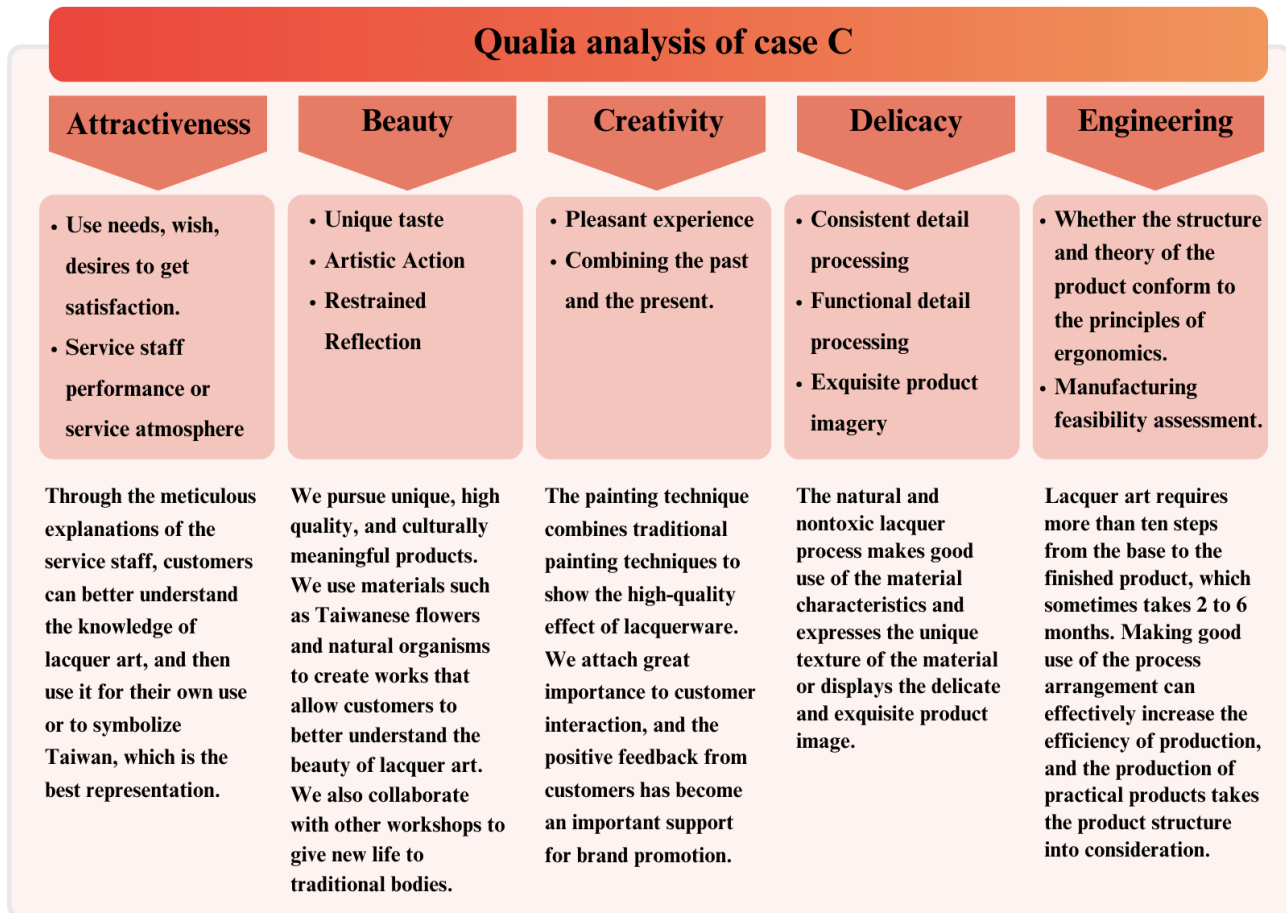 Qualia analysis of case C
Attractiveness
Beauty
Creativity
Delicacy
Engineering
• Use needs, wish,
desires to get
satisfaction.
• Service staff
performance or
service atmosphere
• Unique taste
• Artistic Action
• Restrained
Reflection
• Pleasant experience
• Combining the past
and the present.
• Consistent detail
processing
• Functional detail
processing
• Exquisite product
imagery
• Whether the structure
and theory of the
product conform to
the principles of
ergonomics.
• Manufacturing
feasibility assessment.
Through the meticulous
explanations of the
service staff, customers
can better understand
the knowledge of
lacquer art, and then
use it for their own use
or to symbolize
Taiwan, which is the
best representation.
We pursue unique, high
quality, and culturally
meaningful products.
We use materials such
as Taiwanese flowers
and natural organisms
to create works that
allow customers to
better understand the
beauty of lacquer art.
We also collaborate
with other workshops to
give new life to
traditional bodies.
The painting technique
combines traditional
painting techniques to
show the high-quality
effect of lacquerware.
We attach great
importance to customer
interaction, and the
positive feedback from
customers has become
an important support
for brand promotion.
The natural and
nontoxic lacquer
process makes good
use of the material
characteristics and
expresses the unique
texture of the material
or displays the delicate
and exquisite product
image.
Lacquer art requires
more than ten steps
from the base to the
finished product, which
sometimes takes 2 to 6
months. Making good
use of the process
arrangement can
effectively increase the
efficiency of production,
and the production of
practical products takes
the product structure
into consideration.